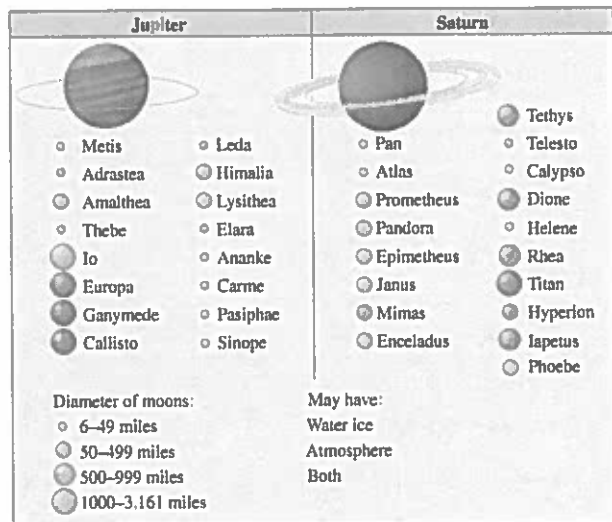 Jupiter
Saturn
Metis
Adrastea
Amalthea
Thebe
Io
Europa
Ganymede
Callisto
Leda
Himalia
Lysithea
Elara
Ananke
Carme
Pasiphae
Sinope
Pan
Atlas
Prometheus
Pandora
Epimetheus
Janus
Mimas
Enceladus
Tethys
Telesto
Calypso
Dione
Helene
Rhea
Titan
Hyperion
Iapetus
Phoebe
Diameter of moons:
6–49 miles
50–499 miles
500–999 miles
1000–3,161 miles
May have:
Water ice
Atmosphere
Both